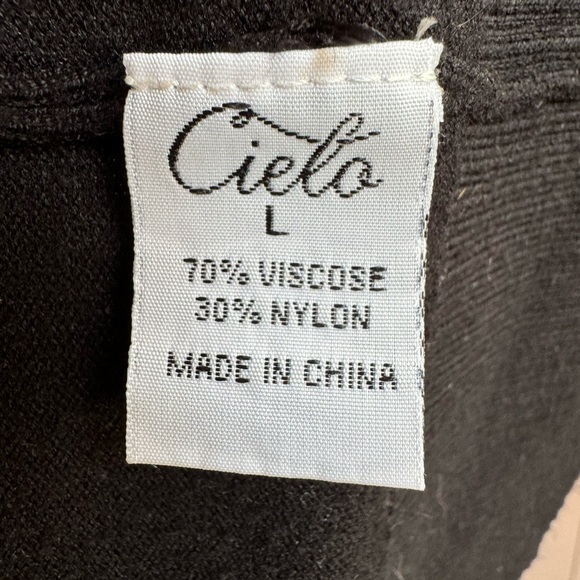 Cielo
L
70% VISCOSE
30% NYLON
MADE IN CHINA